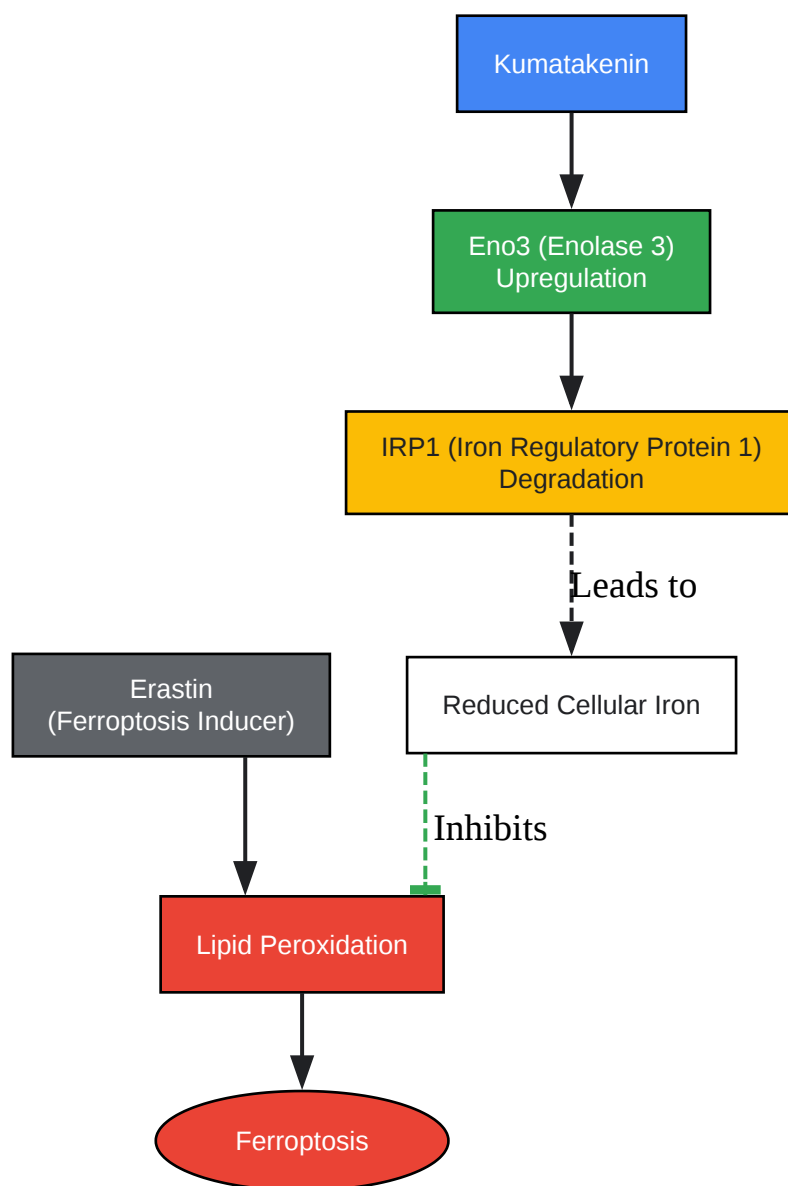 Kumatakenin
Eno3 (Enolase 3)
Upregulation
IRP1 (Iron Regulatory Protein 1)
Degradation
Leads to
Erastin
(Ferroptosis Inducer)
Reduced Cellular Iron
Inhibits
Lipid Peroxidation
Ferroptosis